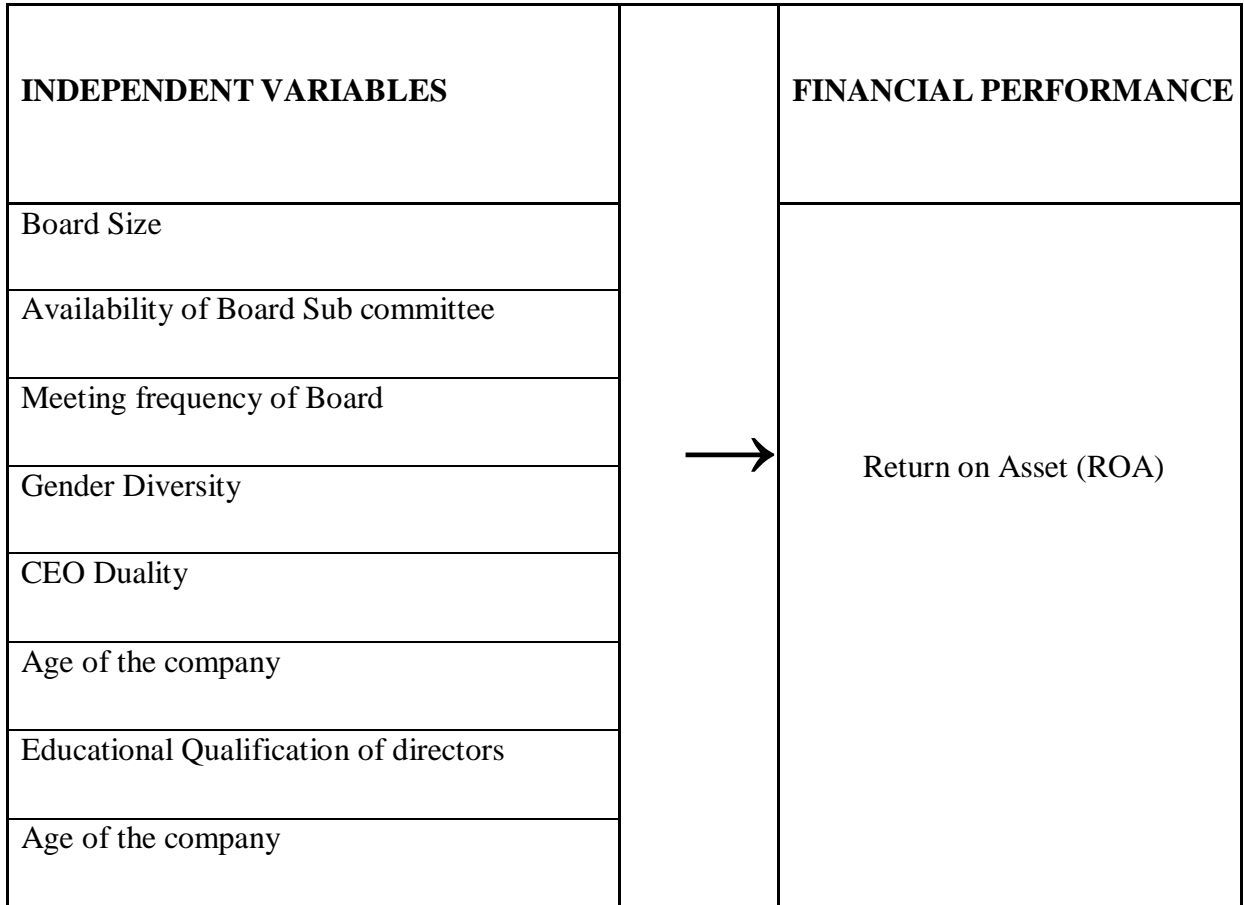 INDEPENDENT VARIABLES
FINANCIAL PERFORMANCE
Board Size
Availability of Board Sub committee
Meeting frequency of Board
Gender Diversity
CEO Duality
Age of the company
Educational Qualification of directors
Age of the company
→
Return on Asset (ROA)